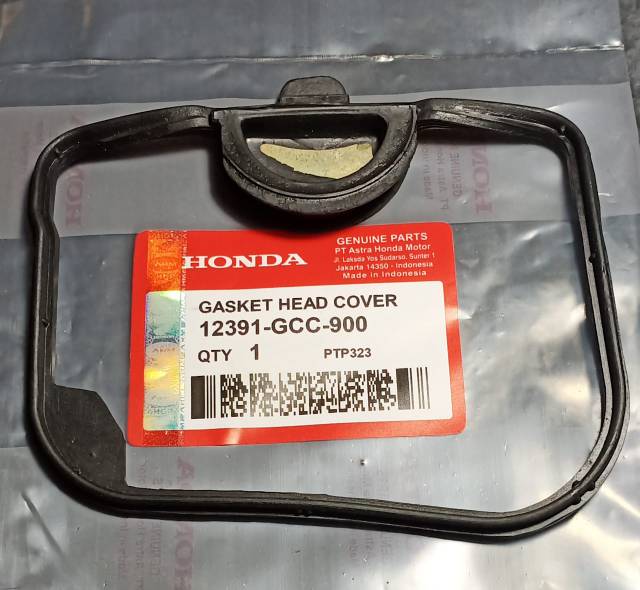 HONDA
GENUINE PARTS
PT Astra Honda Motor
Jl. Laksda Yos Sudarso, Sunter 1
Jakarta 14350 - Indonesia
Made in Indonesia
GASKET HEAD COVER
12391-GCC-900
QTY 1 PTP323